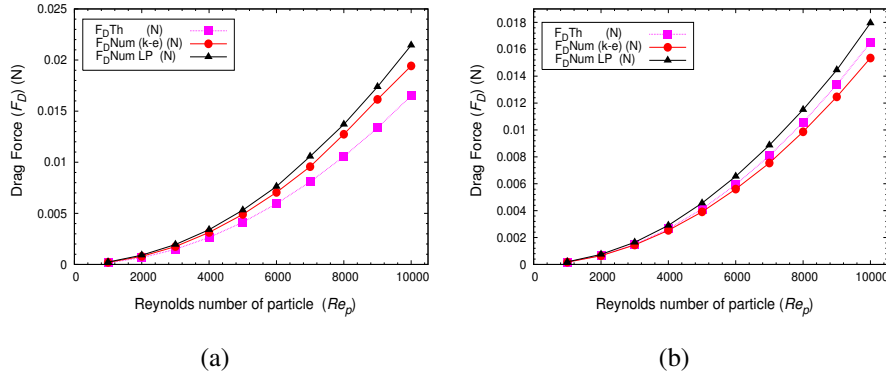 F_DTh (N)
F_DNum (k-e) (N)
F_DNum LP (N)
Drag Force (F_D) (N)
0.025
0.02
0.015
0.01
0.005
0
0 2000 4000 6000 8000 10000
Reynolds number of particle (Re_p)
(a)
F_DTh (N)
F_DNum (k-e) (N)
F_DNum LP (N)
Drag Force (F_D) (N)
0.018
0.016
0.014
0.012
0.01
0.008
0.006
0.004
0.002
0
0 2000 4000 6000 8000 10000
Reynolds number of particle (Re_p)
(b)